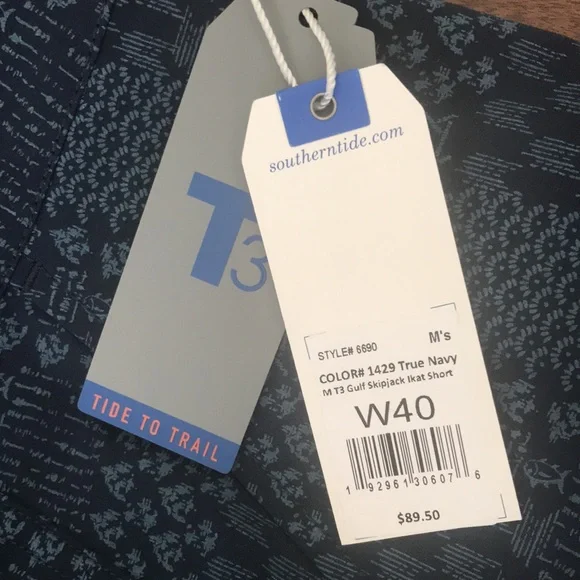 T3
TIDE TO TRAIL
southerntide.com
STYLE# 6690
M's
COLOR# 1429 True Navy
M T3 Gulf Skipjack Ikat Short
W40
1 92961 30607 6
$89.50